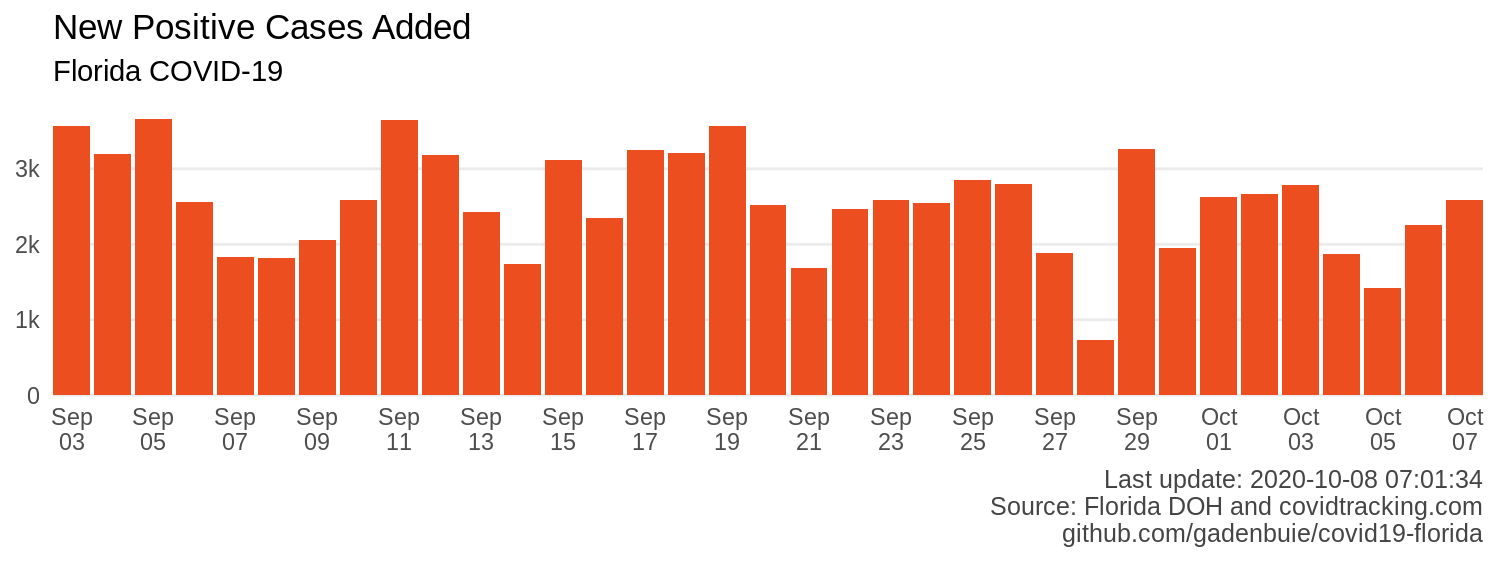 New Positive Cases Added
Florida COVID-19
3k
2k
1k
0
Sep Sep Sep Sep Sep Sep Sep Sep Sep Sep Sep Sep Sep Sep Oct Oct Oct Oct
03 05 07 09 11 13 15 17 19 21 23 25 27 29 01 03 05 07
Last update: 2020-10-08 07:01:34
Source: Florida DOH and covidtracking.com
github.com/gadenbuie/covid19-florida